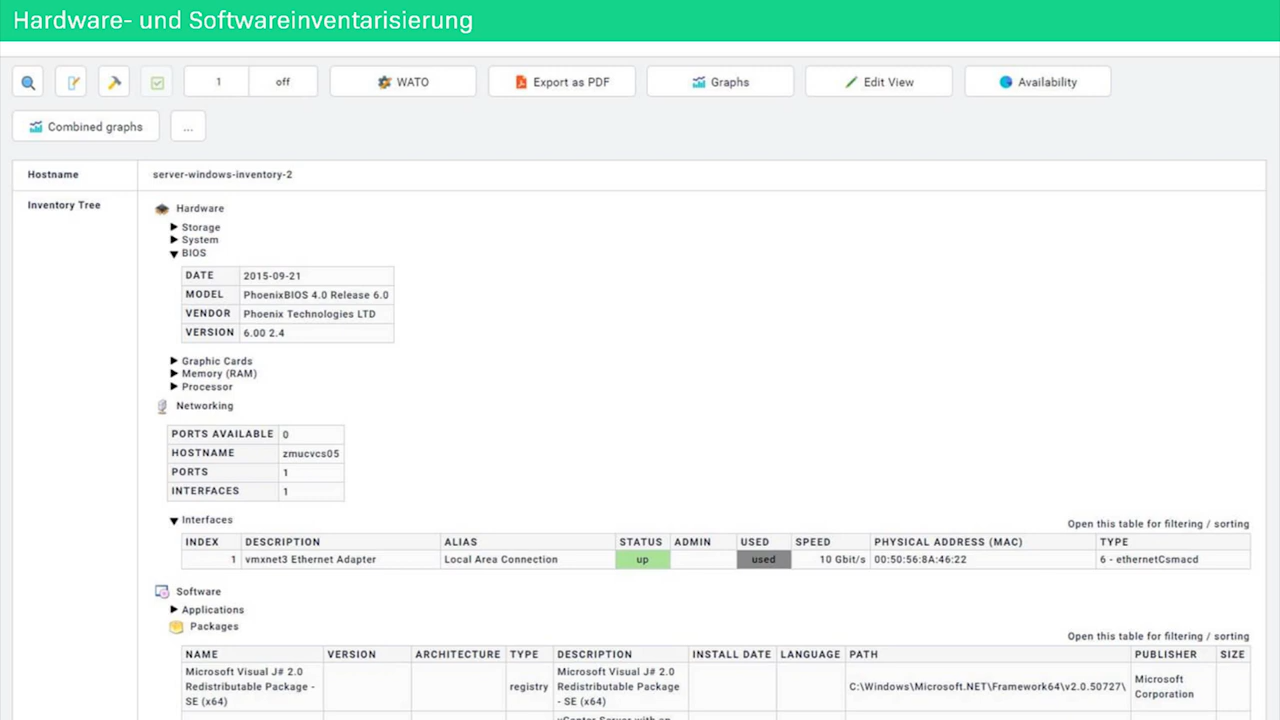 Hardware- und Softwareinventarisierung
1 off WATO Export as PDF Graphs Edit View Availability
Combined graphs ...
Hostname server-windows-inventory-2
Inventory Tree
Hardware
Storage
System
BIOS
DATE 2015-09-21
MODEL PhoenixBIOS 4.0 Release 6.0
VENDOR Phoenix Technologies LTD
VERSION 6.00 2.4
Graphic Cards
Memory (RAM)
Processor
Networking
PORTS AVAILABLE 0
HOSTNAME zmucvcs05
PORTS 1
INTERFACES 1
Interfaces
Open this table for filtering / sorting
INDEX DESCRIPTION ALIAS STATUS ADMIN USED SPEED PHYSICAL ADDRESS (MAC) TYPE
1 vmxnet3 Ethernet Adapter Local Area Connection up used 10 Gbit/s 00:50:56:8A:46:22 6 - ethernetCsmacd
Software
Applications
Packages
Open this table for filtering / sorting
NAME VERSION ARCHITECTURE TYPE DESCRIPTION INSTALL DATE LANGUAGE PATH PUBLISHER SIZE
Microsoft Visual J# 2.0
Redistributable Package -
SE (x64)
registry
Microsoft Visual J# 2.0
Redistributable Package
- SE (x64)
C:\Windows\Microsoft.NET\Framework64\v2.0.50727\
Microsoft
Corporation
vCenter Server with an